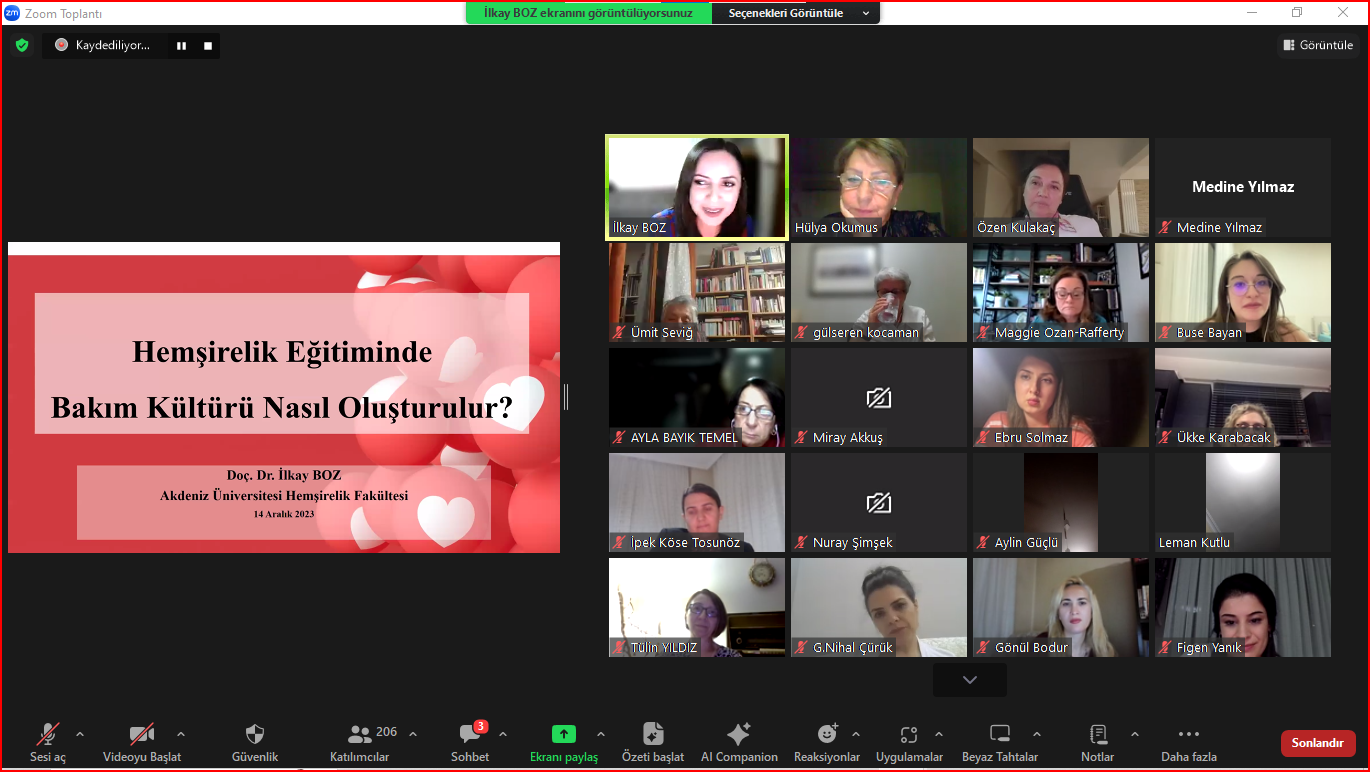 zm Zoom Toplantı
İlkay BOZ ekranını görüntülüyorsunuz
Seçenekleri Görüntüle
Kaydediliyor...
Görüntüle
Hemşirelik Eğitiminde
Bakım Kültürü Nasıl Oluşturulur?
Doç. Dr. İlkay BOZ
Akdeniz Üniversitesi Hemşirelik Fakültesi
14 Aralık 2023
İlkay BOZ
Hülya Okumus
Özen Kulakaç
Medine Yılmaz
Medine Yılmaz
Ümit Seviğ
gülseren kocaman
Maggie Ozan-Rafferty
Buse Bayan
AYLA BAYIK TEMEL
Miray Akkuş
Ebru Solmaz
Ükke Karabacak
İpek Köse Tosunöz
Nuray Şimşek
Aylin Güçlü
Leman Kutlu
Tülin YILDIZ
G.Nihal Çürük
Gönül Bodur
Figen Yanık
Sesi aç
Videoyu Başlat
Güvenlik
206
Katılımcılar
3
Sohbet
Ekranı paylaş
Özeti başlat
AI Companion
Reaksiyonlar
Uygulamalar
Beyaz Tahtalar
Notlar
Daha fazla
Sonlandır